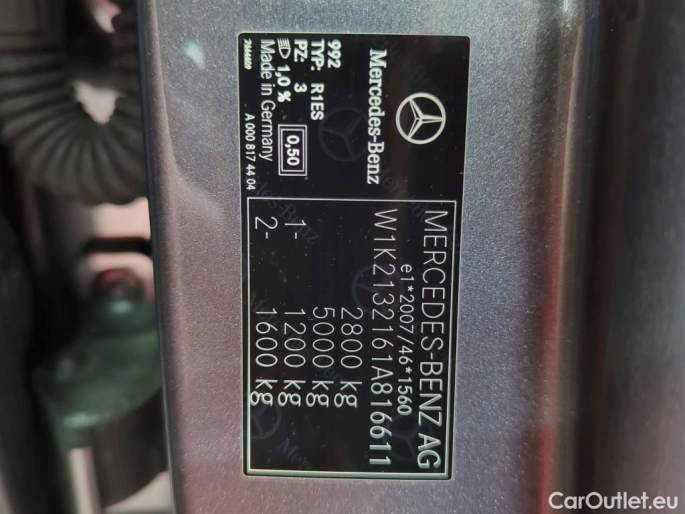 Mercedes-Benz
992
TYP: R1ES
PZ: 3
1,0 %
0,50
Made in Germany
7666609
A 000 817 44 04
MERCEDES-BENZ AG
e1*2007/46*1560
W1K2132161A816611
2800 kg
5000 kg
1- 1200 kg
2- 1600 kg
CarOutlet.eu